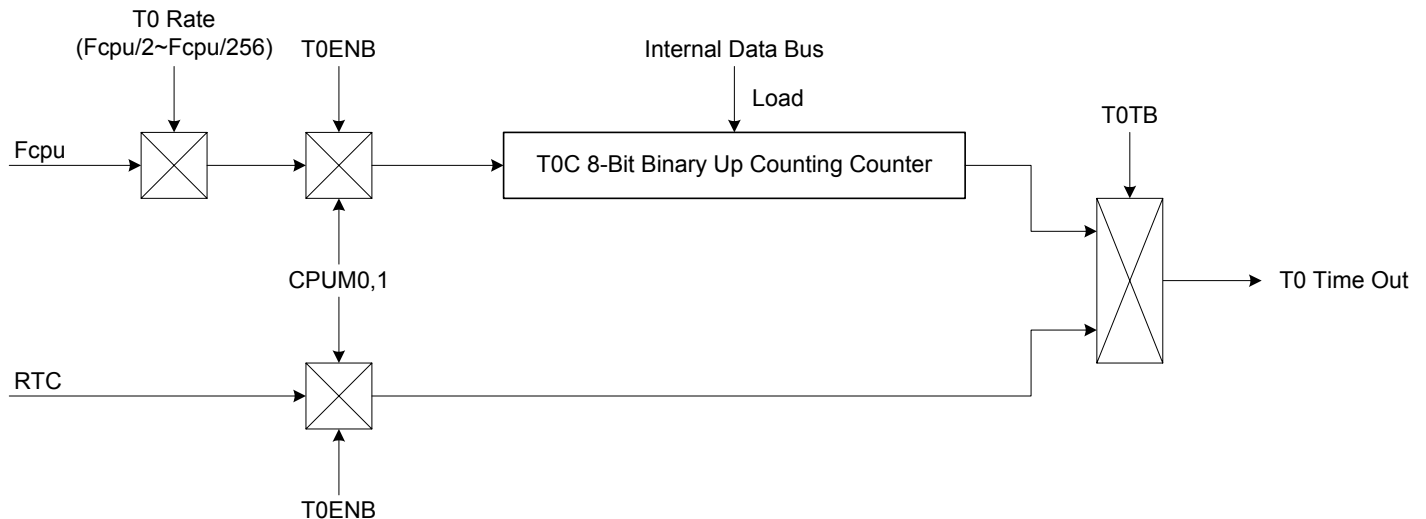 T0 Rate
(Fcpu/2~Fcpu/256)
T0ENB
Internal Data Bus
Load
T0TB
Fcpu
T0C 8-Bit Binary Up Counting Counter
CPUM0,1
T0 Time Out
RTC
T0ENB